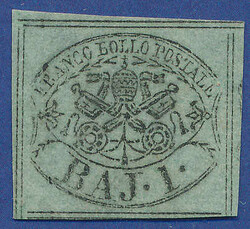 FRANCO BOLLO POSTALE
BAJ. 1.